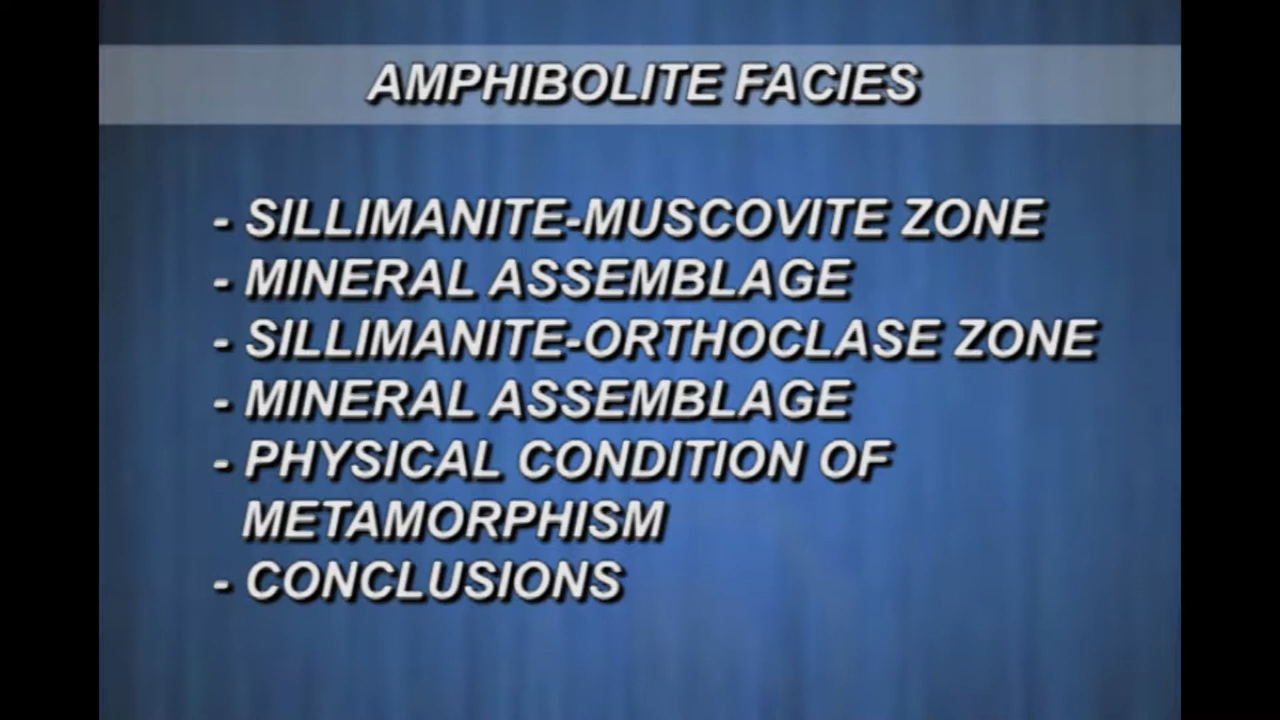 AMPHIBOLITE FACIES
- SILLIMANITE-MUSCOVITE ZONE
- MINERAL ASSEMBLAGE
- SILLIMANITE-ORTHOCLASE ZONE
- MINERAL ASSEMBLAGE
- PHYSICAL CONDITION OF
METAMORPHISM
- CONCLUSIONS